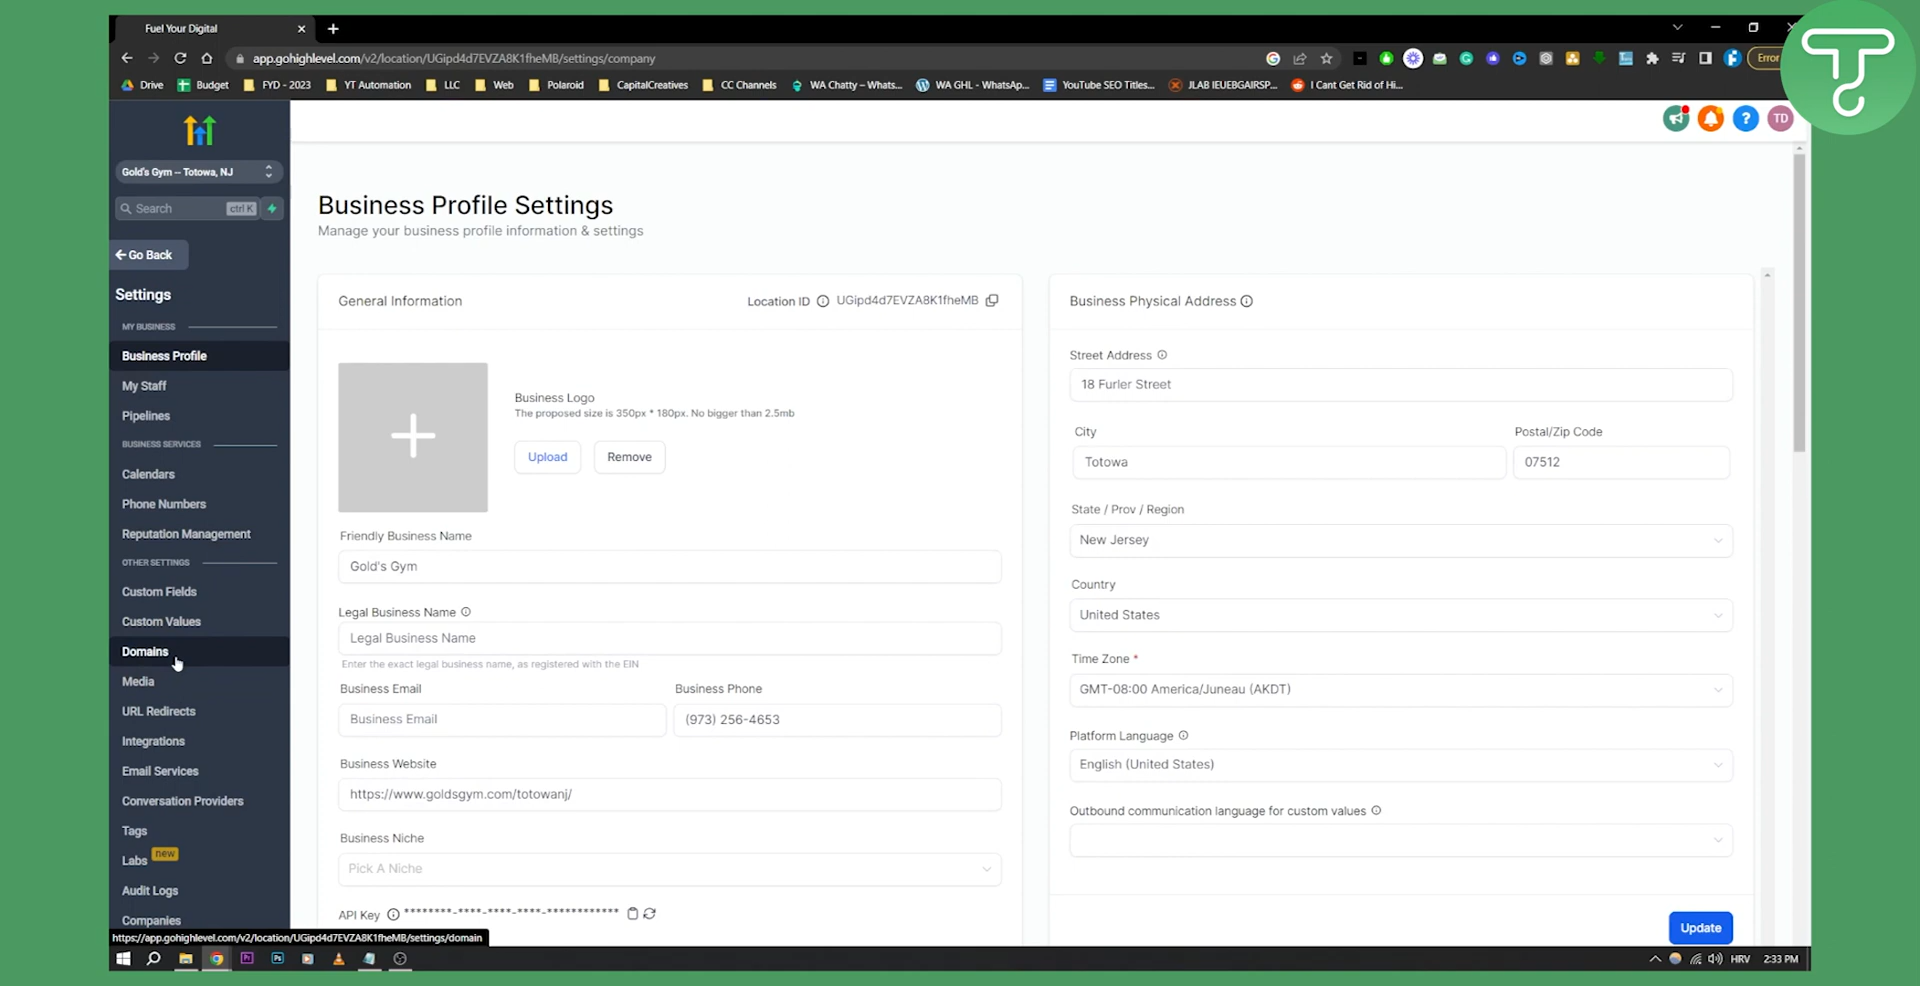 Fuel Your Digital
app.gohighlevel.com/v2/location/UGipd4d7EVZA8K1fheMB/settings/company
Error
Drive
Budget
FYD - 2023
YT Automation
LLC
Web
Polaroid
CapitalCreatives
CC Channels
WA Chatty – Whats...
WA GHL - WhatsAp...
YouTube SEO Titles...
JLAB IEUEBGAIRSP...
I Cant Get Rid of Hi...
TD
Gold's Gym -- Totowa, NJ
Search
ctrl K
Go Back
Settings
MY BUSINESS
Business Profile
My Staff
Pipelines
BUSINESS SERVICES
Calendars
Phone Numbers
Reputation Management
OTHER SETTINGS
Custom Fields
Custom Values
Domains
Media
URL Redirects
Integrations
Email Services
Conversation Providers
Tags
Labs new
Audit Logs
Companies
https://app.gohighlevel.com/v2/location/UGipd4d7EVZA8K1fheMB/settings/domain
Business Profile Settings
Manage your business profile information & settings
General Information
Location ID UGipd4d7EVZA8K1fheMB
Business Logo
The proposed size is 350px * 180px. No bigger than 2.5mb
Upload
Remove
Friendly Business Name
Gold's Gym
Legal Business Name
Legal Business Name
Enter the exact legal business name, as registered with the EIN
Business Email
Business Phone
Business Email
(973) 256-4653
Business Website
https://www.goldsgym.com/totowanj/
Business Niche
Pick A Niche
API Key ********-****-****-****-************
Business Physical Address
Street Address
18 Furler Street
City
Postal/Zip Code
Totowa
07512
State / Prov / Region
New Jersey
Country
United States
Time Zone *
GMT-08:00 America/Juneau (AKDT)
Platform Language
English (United States)
Outbound communication language for custom values
Update
HRV
2:33 PM